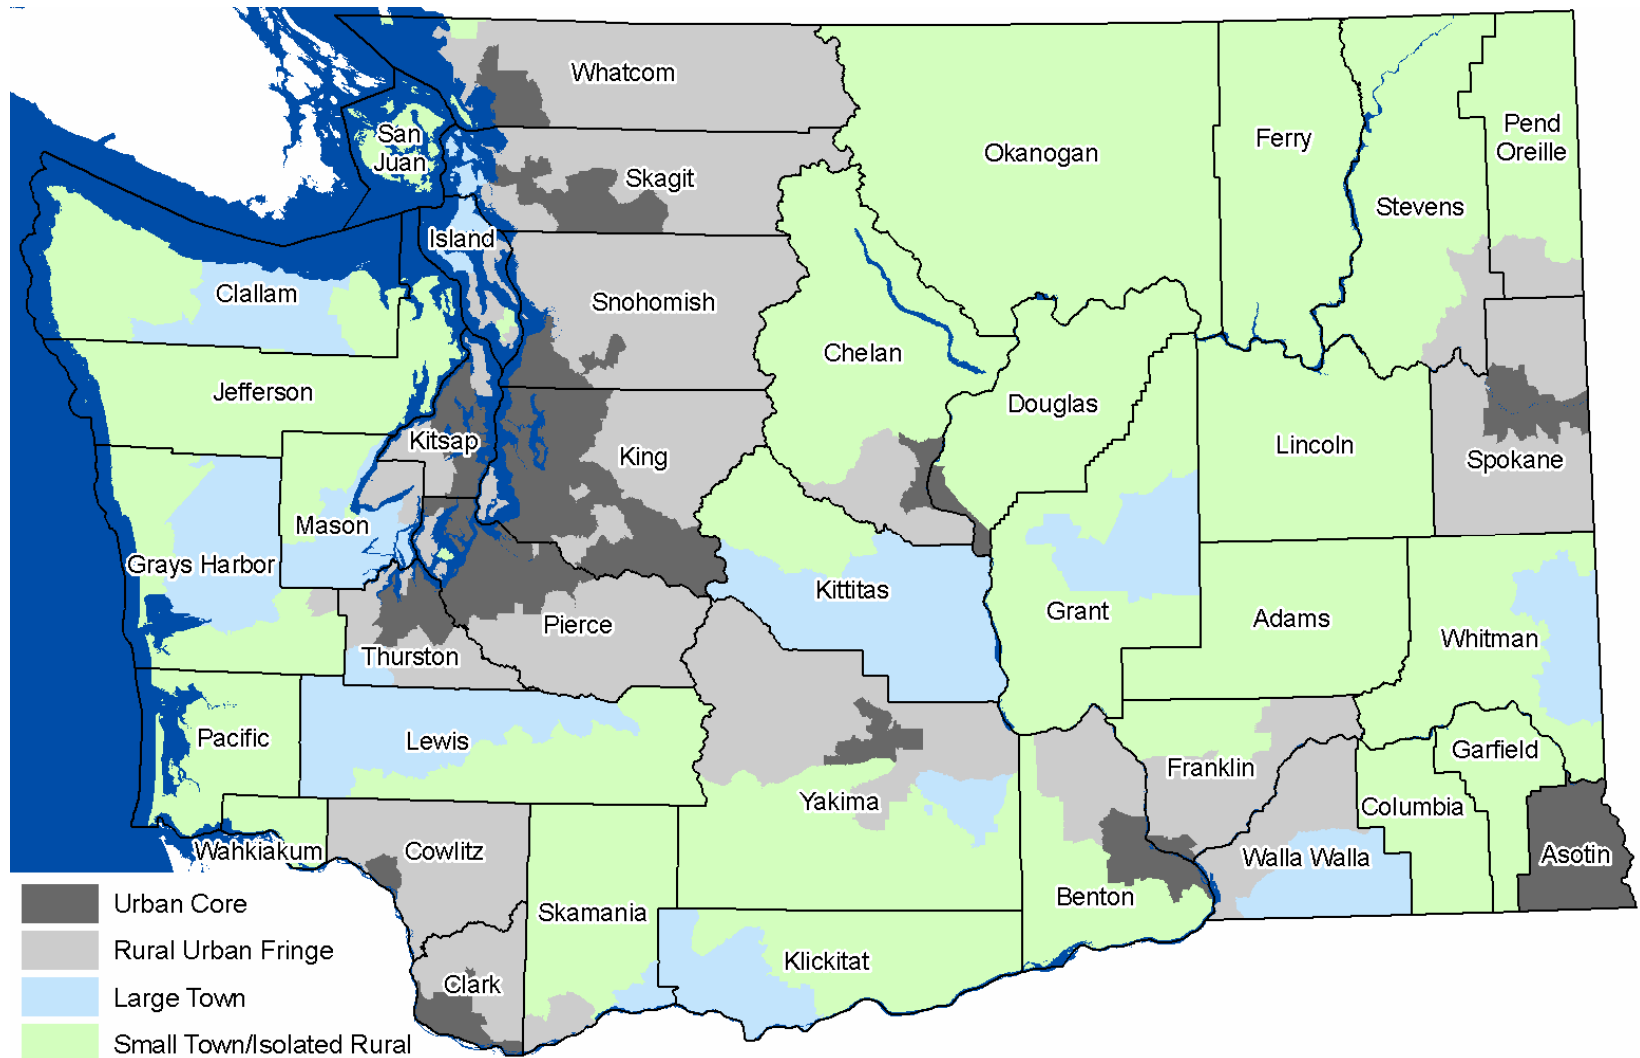 Whatcom
San
Juan
Skagit
Okanogan
Ferry
Pend
Oreille
Stevens
Island
Clallam
Snohomish
Chelan
Jefferson
Douglas
Kitsap
King
Lincoln
Spokane
Mason
Grays Harbor
Kittitas
Grant
Adams
Whitman
Pierce
Thurston
Pacific
Lewis
Garfield
Franklin
Yakima
Columbia
Wahkiakum
Cowlitz
Walla Walla
Asotin
Benton
Skamania
Klickitat
Clark
Urban Core
Rural Urban Fringe
Large Town
Small Town/Isolated Rural